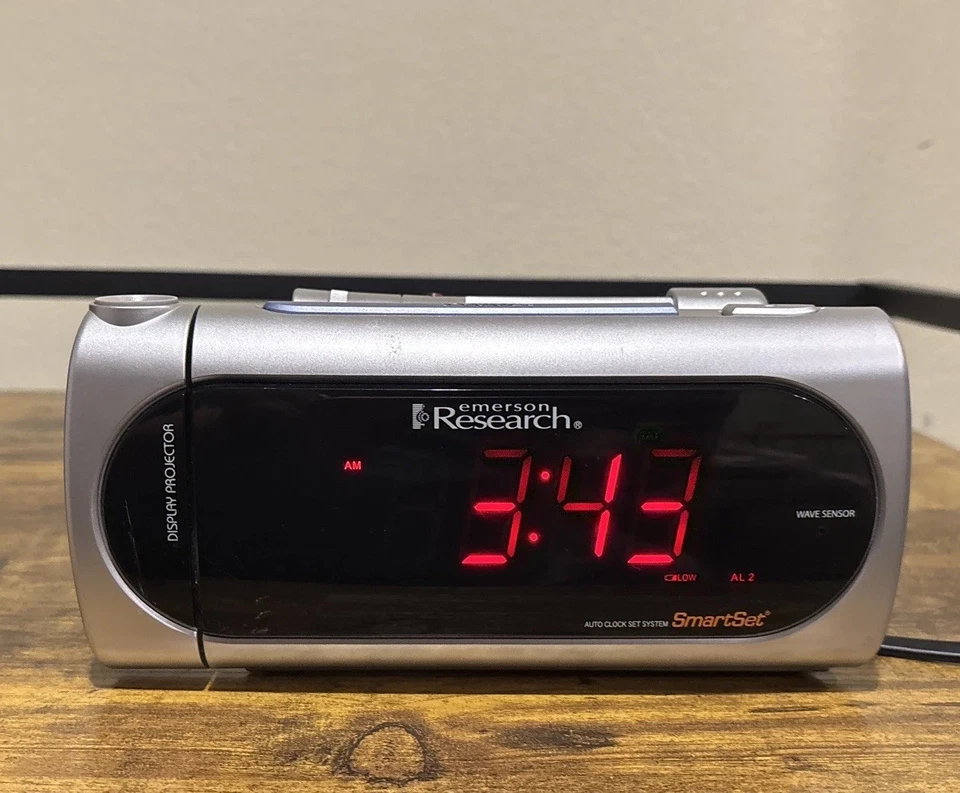 emerson
Research®
AM
3:43
DISPLAY PROJECTOR
WAVE SENSOR
LOW
AL 2
AUTO CLOCK SET SYSTEM SmartSet®